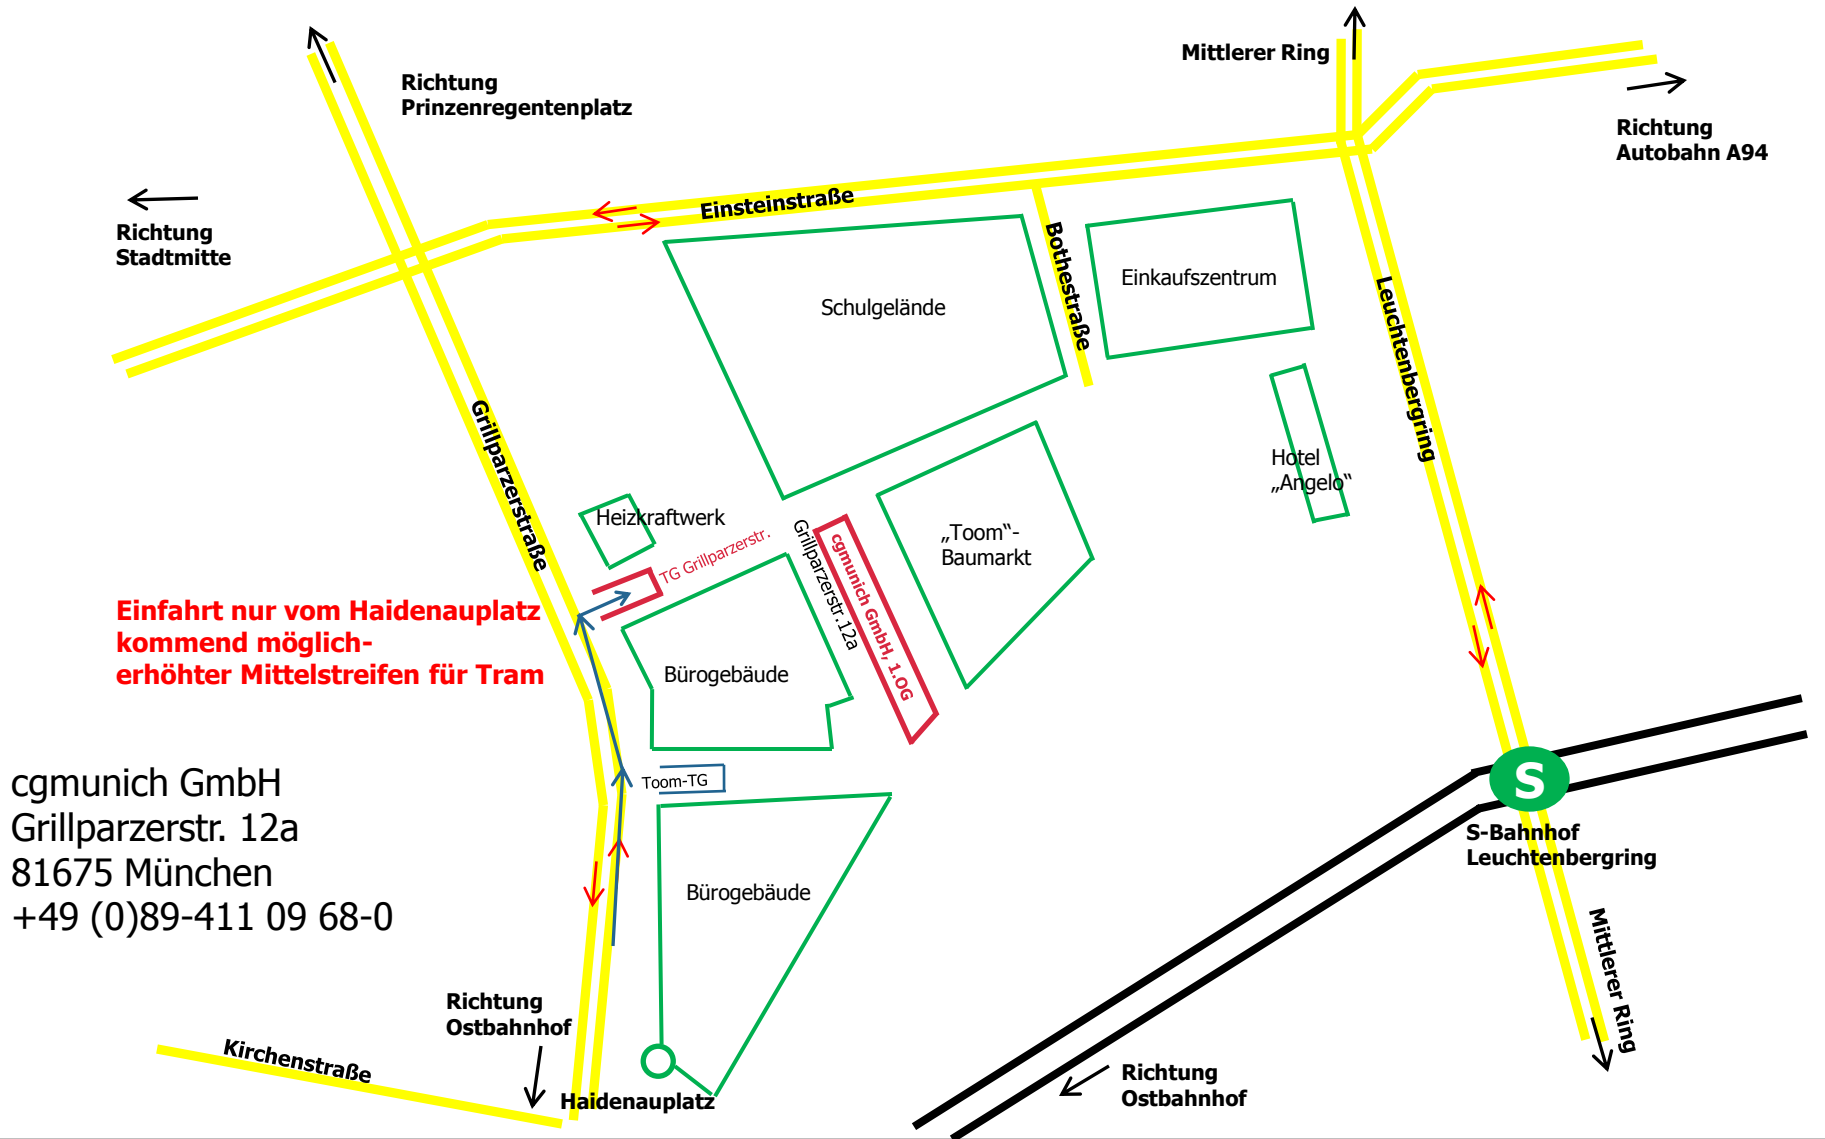 Mittlerer Ring
Richtung
Prinzenregentenplatz
Richtung
Autobahn A94
Richtung
Stadtmitte
Einsteinstraße
Bothestraße
Einkaufszentrum
Schulgelände
Leuchtenbergring
Grillparzerstraße
Hotel
„Angelo“
Heizkraftwerk
TG Grillparzerstr.
Grillparzerstr.12a
cgmunich GmbH, 1.OG
„Toom“-
Baumarkt
Einfahrt nur vom Haidenauplatz
kommend möglich-
erhöhter Mittelstreifen für Tram
Bürogebäude
Toom-TG
cgmunich GmbH
Grillparzerstr. 12a
81675 München
+49 (0)89-411 09 68-0
S
S-Bahnhof
Leuchtenbergring
Bürogebäude
Mittlerer Ring
Richtung
Ostbahnhof
Kirchenstraße
Haidenauplatz
Richtung
Ostbahnhof